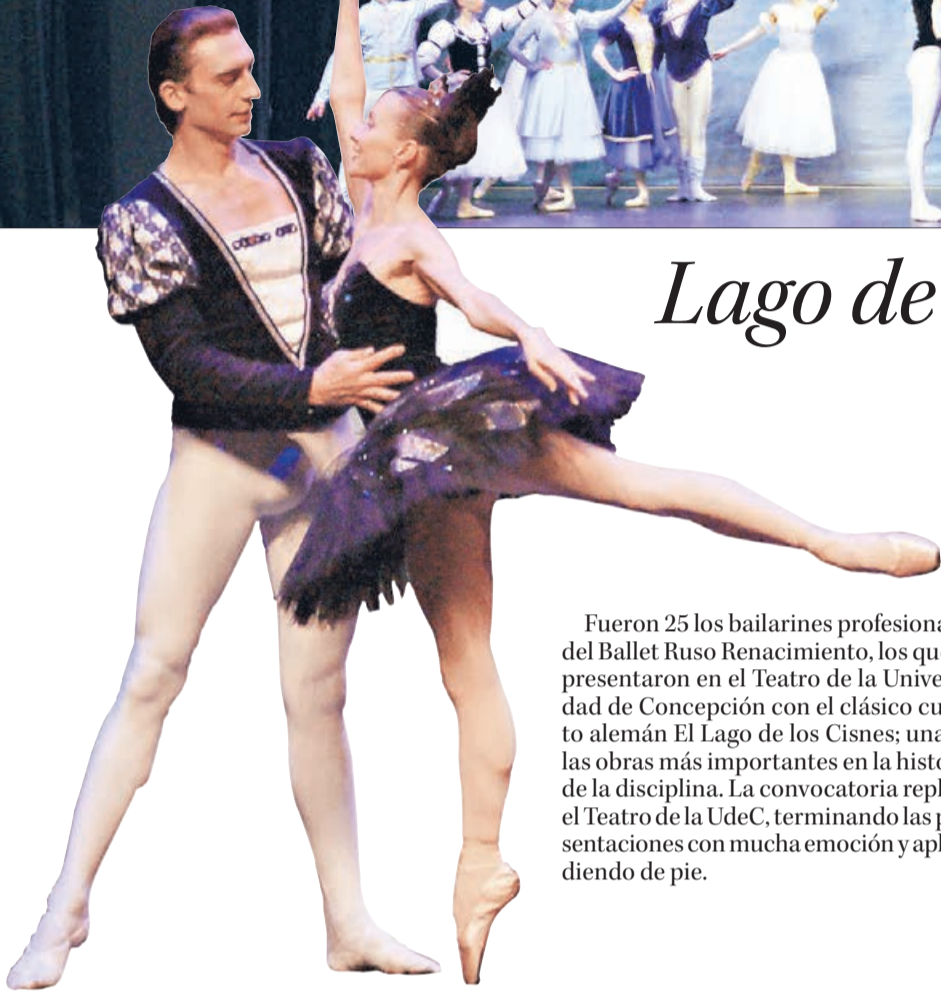 Lago de
Fueron 25 los bailarines profesiona
del Ballet Ruso Renacimiento, los qu
presentaron en el Teatro de la Unive
dad de Concepción con el clásico cu
to alemán El Lago de los Cisnes; una
las obras más importantes en la histo
de la disciplina. La convocatoria repl
el Teatro de la UdeC, terminando las p
sentaciones con mucha emoción y apl
diendo de pie.